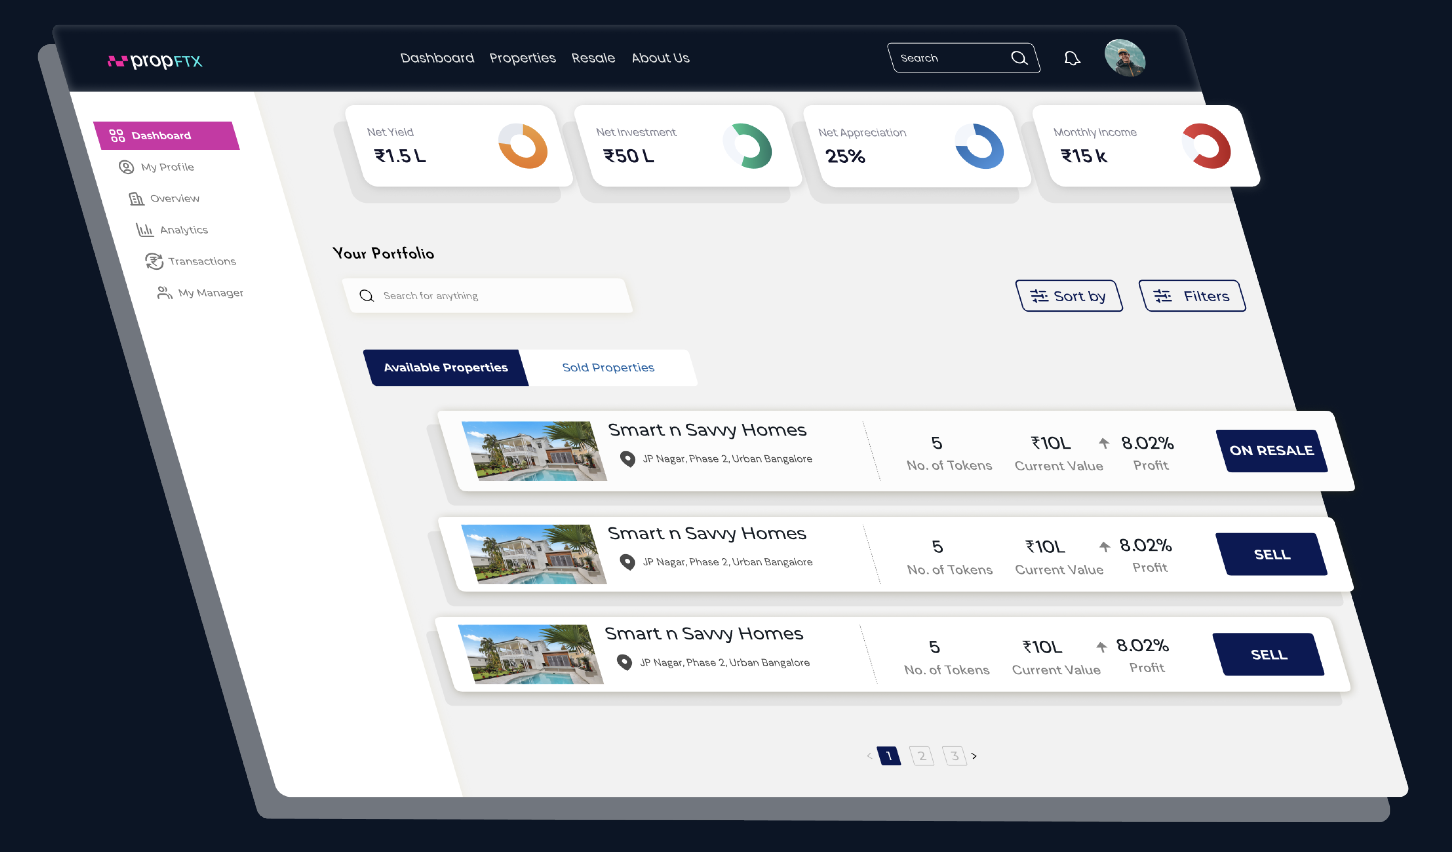 propFTX
Dashboard Properties Resale About Us
Search
Dashboard
My Profile
Overview
Analytics
Transactions
My Manager
Net Yield
₹1.5 L
Net Investment
₹50 L
Net Appreciation
25%
Monthly Income
₹15 k
Your Portfolio
Search for anything
Sort by
Filters
Available Properties
Sold Properties
Smart n Savvy Homes
JP Nagar, Phase 2, Urban Bangalore
5
No. of Tokens
₹10L
Current Value
8.02%
Profit
ON RESALE
Smart n Savvy Homes
JP Nagar, Phase 2, Urban Bangalore
5
No. of Tokens
₹10L
Current Value
8.02%
Profit
SELL
Smart n Savvy Homes
JP Nagar, Phase 2, Urban Bangalore
5
No. of Tokens
₹10L
Current Value
8.02%
Profit
SELL
< 1 2 3 >